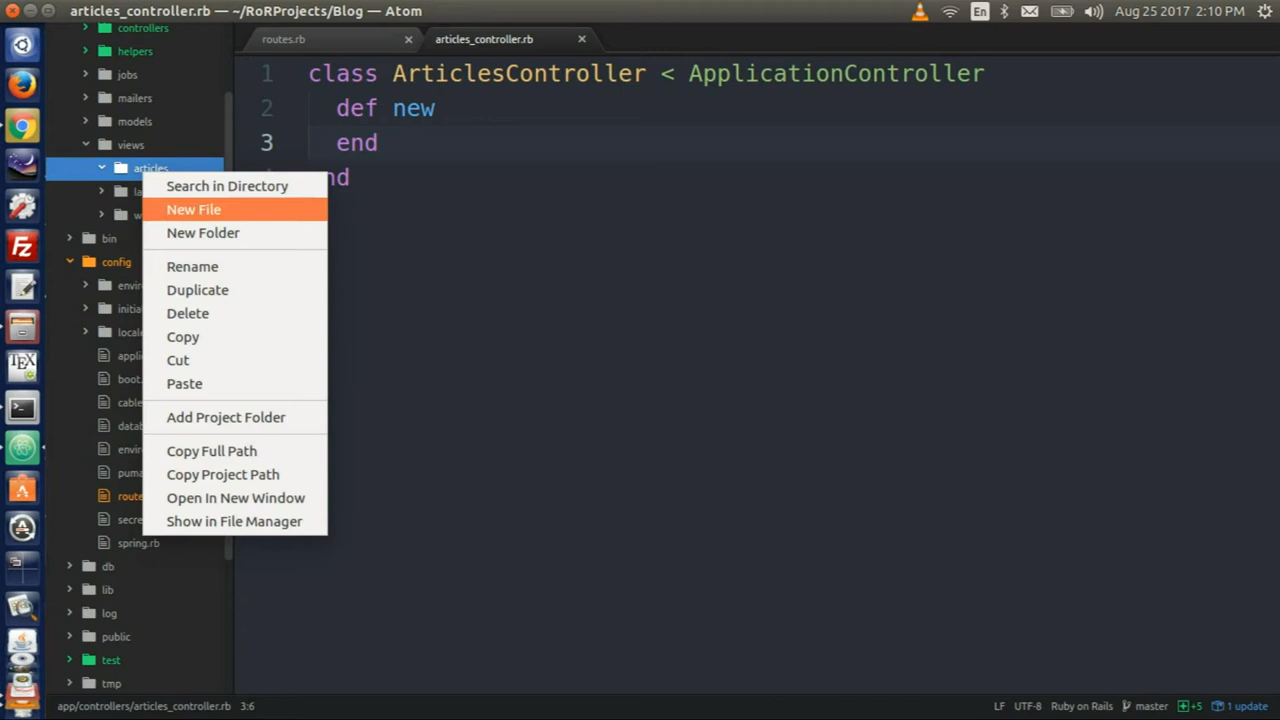 articles_controller.rb — ~/RoRProjects/Blog — Atom
En
Aug 25 2017 2:10 PM
controllers
helpers
jobs
mailers
models
views
articles
bin
config
spring.rb
db
lib
log
public
test
tmp
Search in Directory
New File
New Folder
Rename
Duplicate
Delete
Copy
Cut
Paste
Add Project Folder
Copy Full Path
Copy Project Path
Open In New Window
Show in File Manager
routes.rb
articles_controller.rb
1 class ArticlesController < ApplicationController
2 def new
3 end
nd
app/controllers/articles_controller.rb 3:6
LF UTF-8 Ruby on Rails master +5 1 update